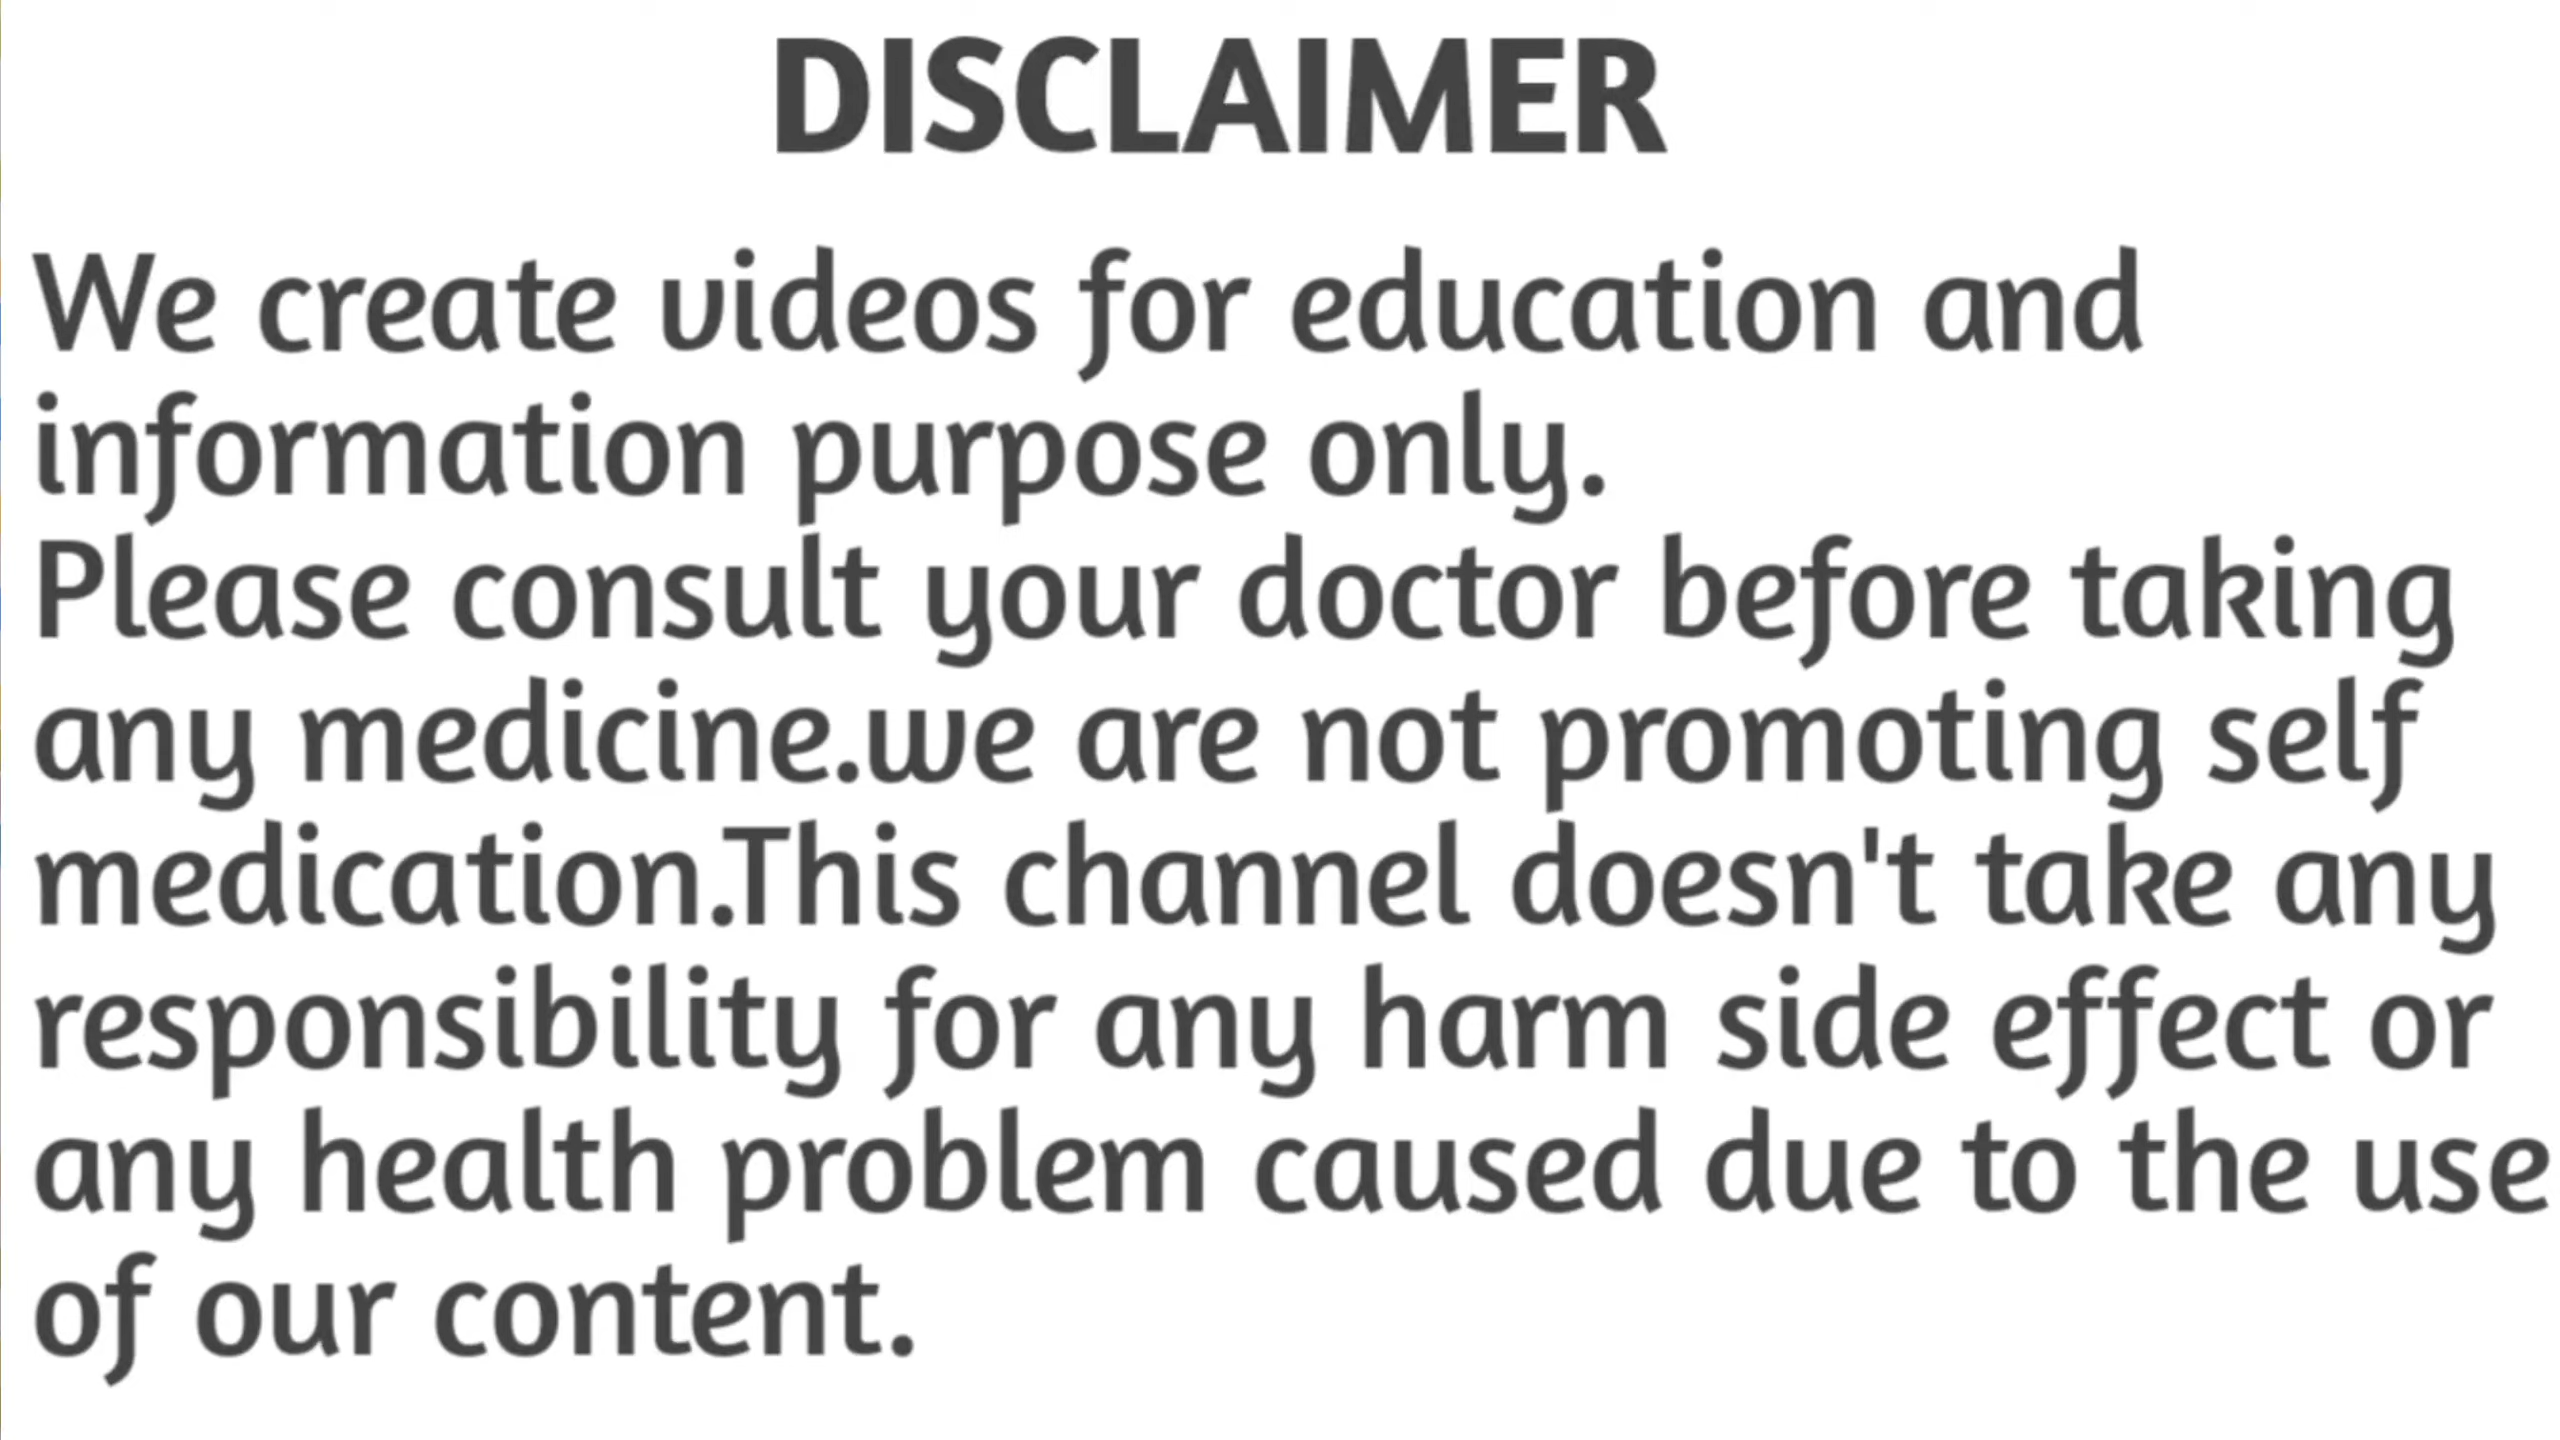 DISCLAIMER
We create videos for education and
information purpose only.
Please consult your doctor before taking
any medicine.we are not promoting self
medication.This channel doesn't take any
responsibility for any harm side effect or
any health problem caused due to the use
of our content.